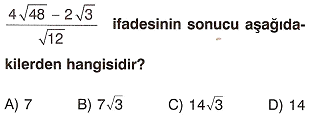 4√48 − 2√3 / √12 ifadesinin sonucu aşağıda-
kilerden hangisidir?
A) 7 B) 7√3 C) 14√3 D) 14